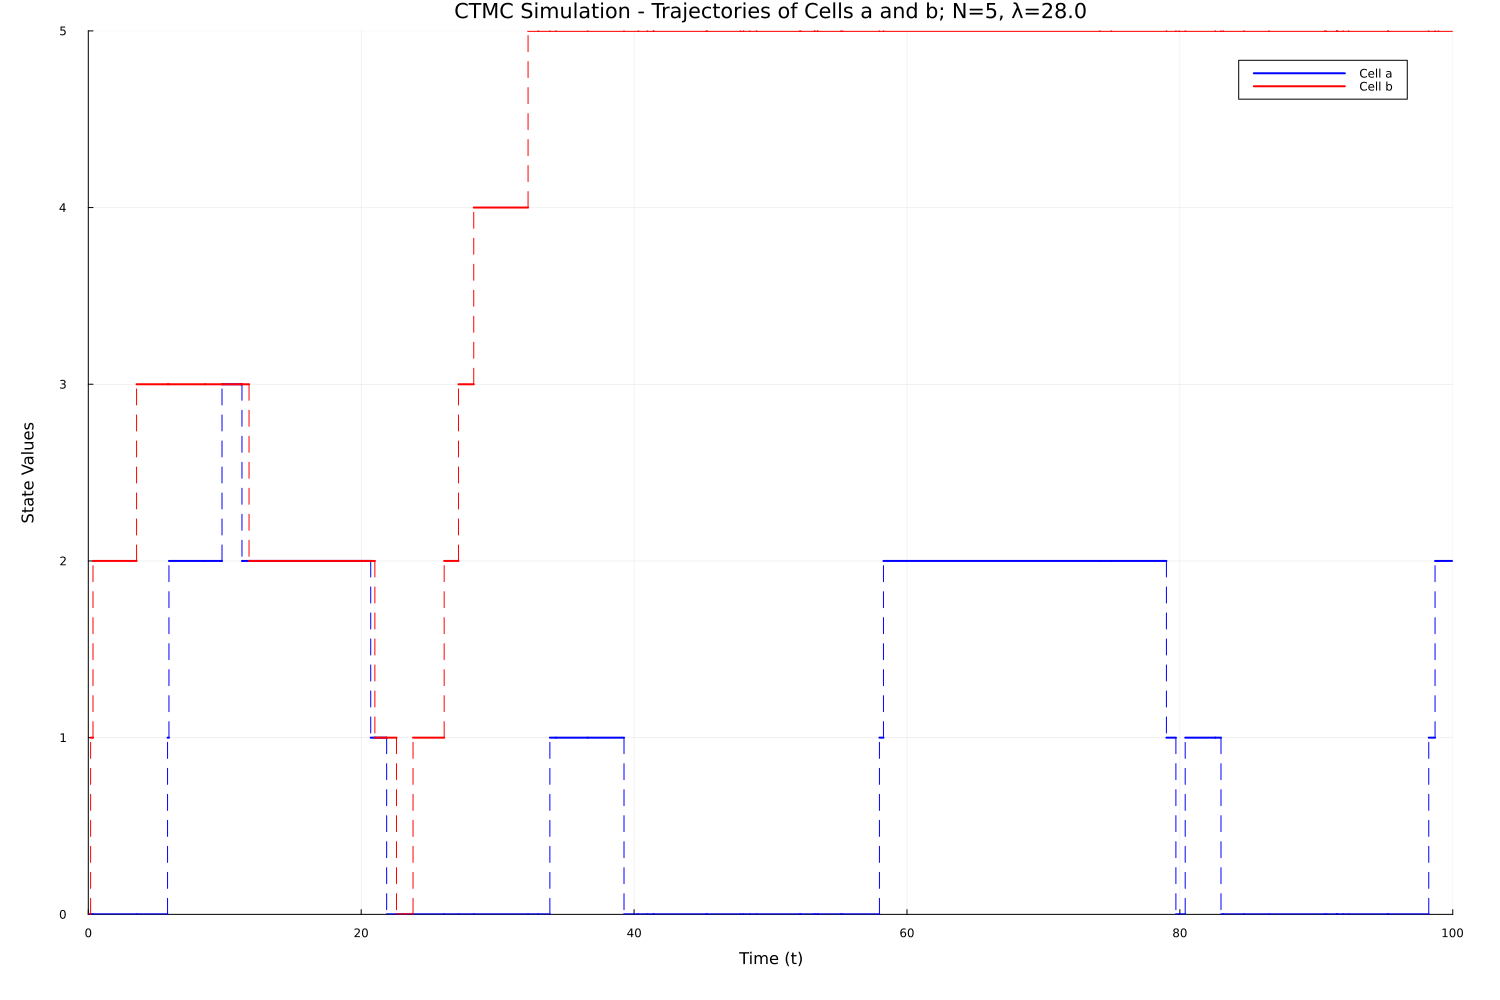 CTMC Simulation - Trajectories of Cells a and b; N=5, λ=28.0
5
Cell a
Cell b
4
3
State Values
2
1
0
0 20 40 60 80 100
Time (t)